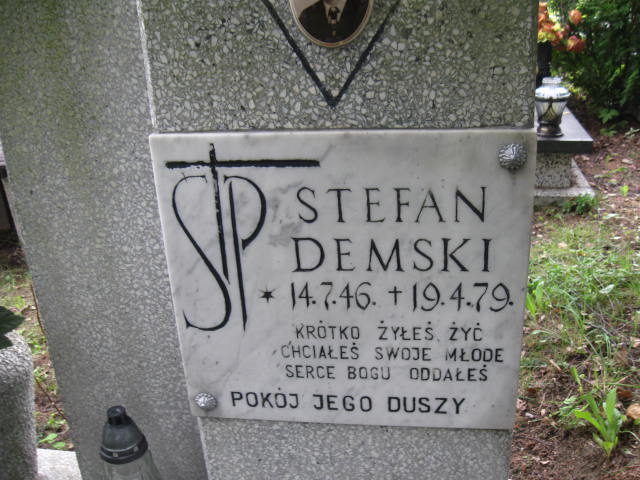 ŚP STEFAN
DEMSKI
* 14.7.46. + 19.4.79.
KRÓTKO ŻYŁEŚ, ŻYĆ
CHCIAŁEŚ SWOJE MŁODE
SERCE BOGU ODDAŁEŚ
POKÓJ JEGO DUSZY